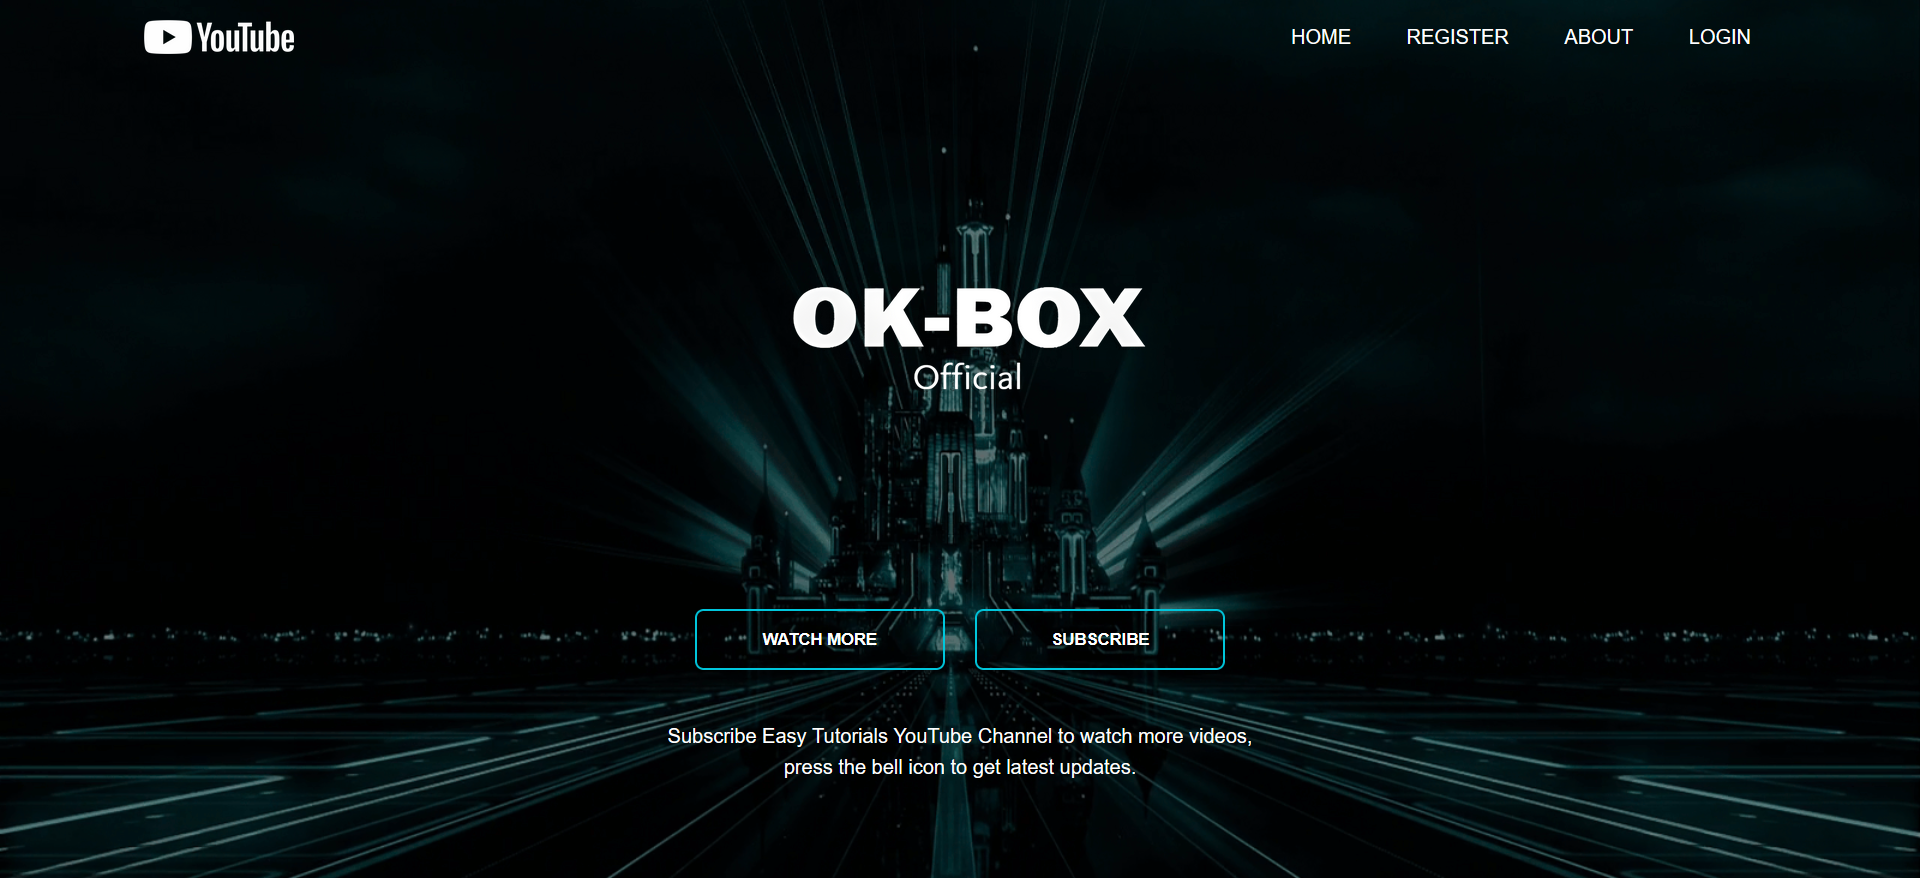 YouTube
HOME REGISTER ABOUT LOGIN
OK-BOX
Official
WATCH MORE SUBSCRIBE
Subscribe Easy Tutorials YouTube Channel to watch more videos,
press the bell icon to get latest updates.